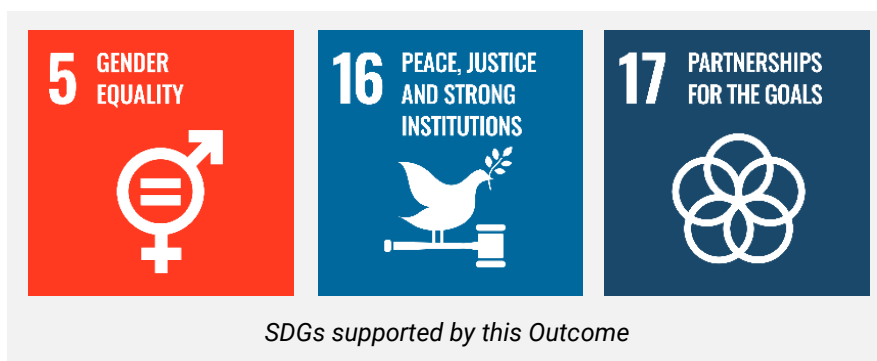 5 GENDER
EQUALITY
16 PEACE, JUSTICE
AND STRONG
INSTITUTIONS
17 PARTNERSHIPS
FOR THE GOALS
SDGs supported by this Outcome